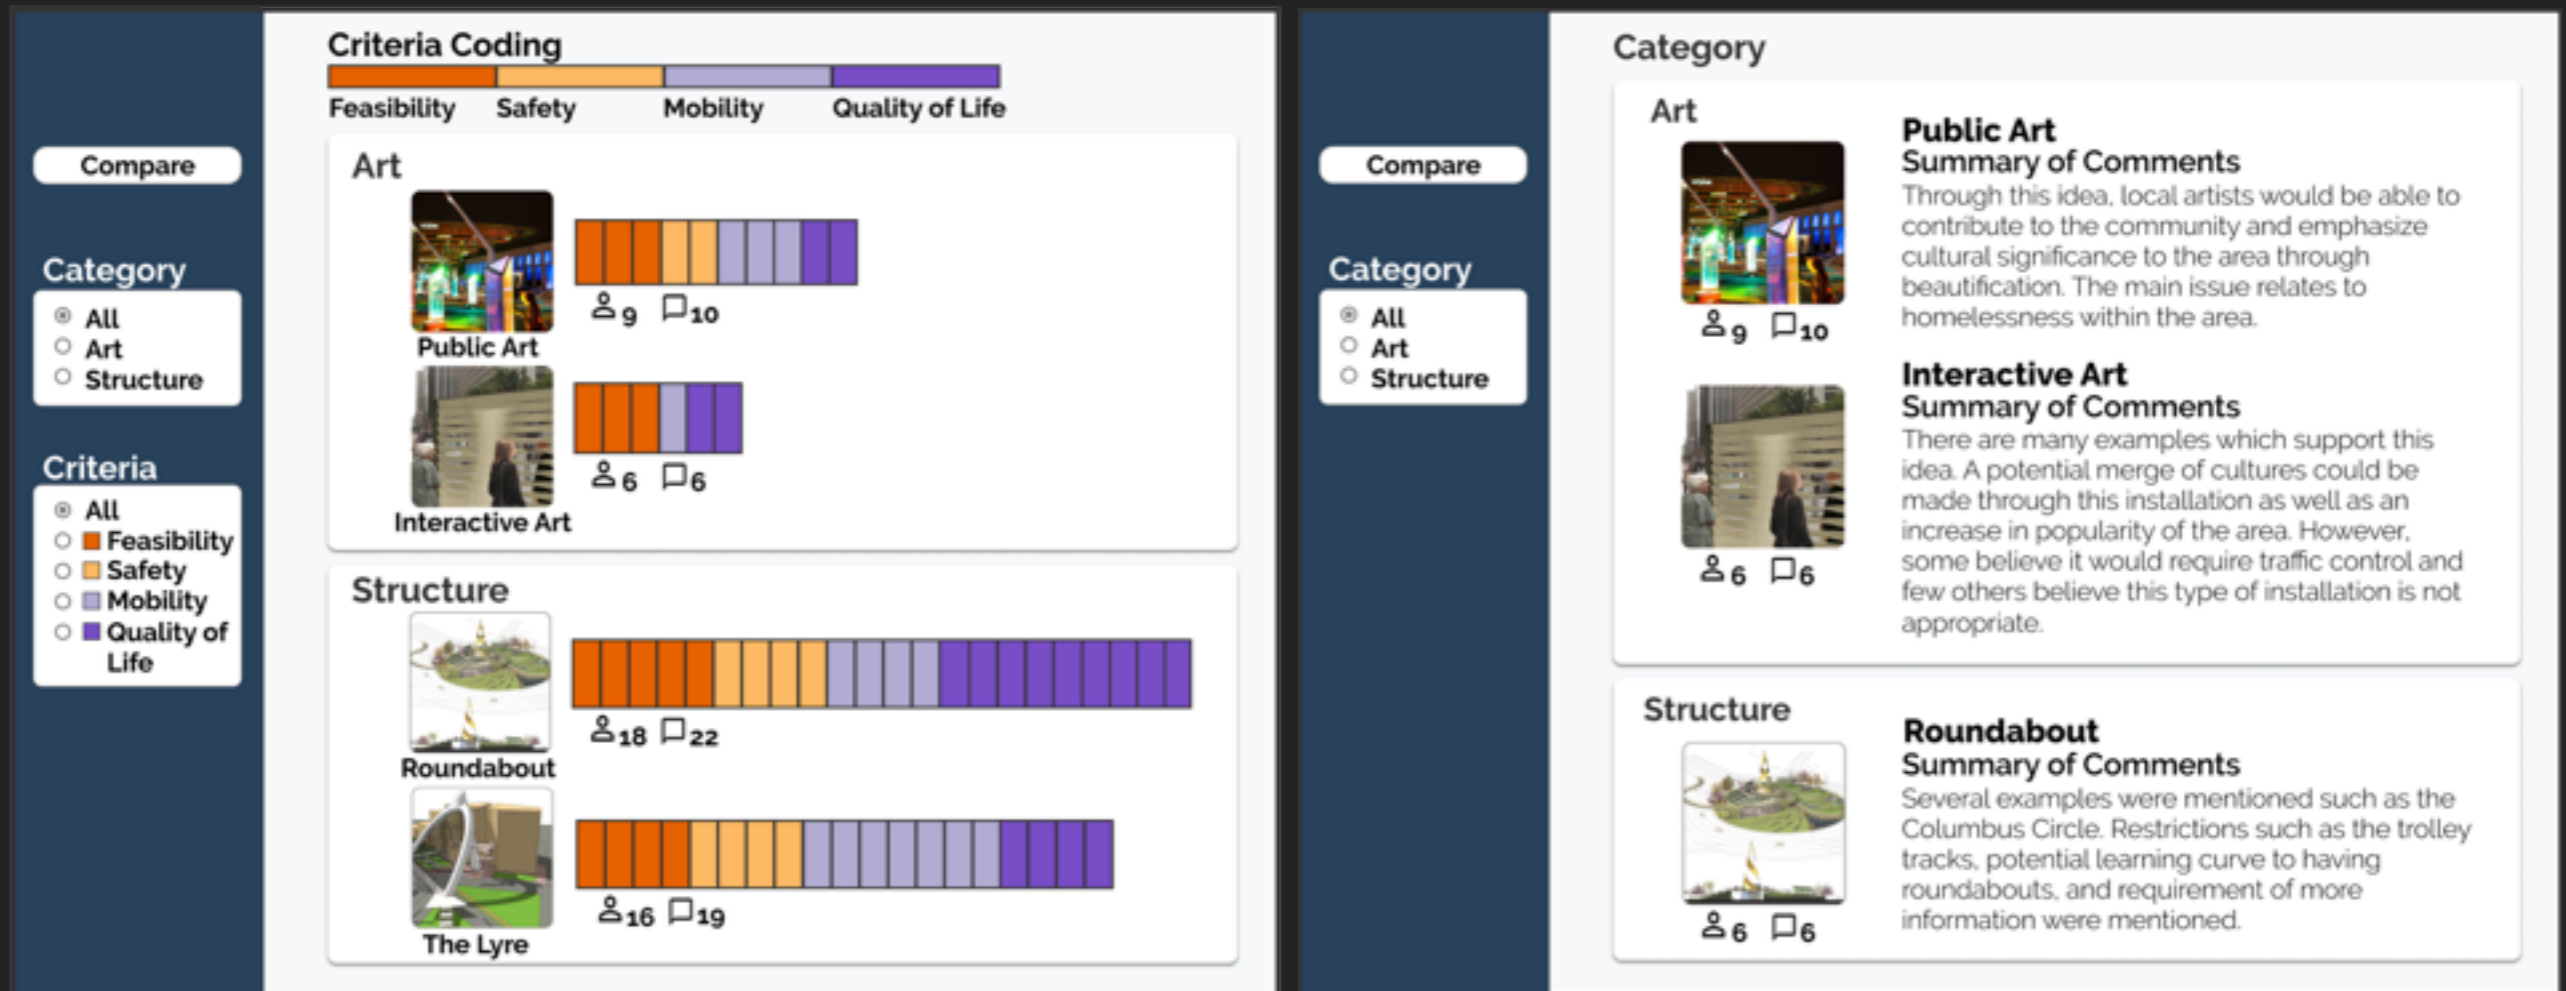 Compare
Category
All
Art
Structure
Criteria
All
Feasibility
Safety
Mobility
Quality of
Life
Criteria Coding
Feasibility Safety Mobility Quality of Life
Art
9 10
Public Art
6 6
Interactive Art
Structure
18 22
Roundabout
16 19
The Lyre
Compare
Category
All
Art
Structure
Category
Art
9 10
Public Art
Summary of Comments
Through this idea, local artists would be able to
contribute to the community and emphasize
cultural significance to the area through
beautification. The main issue relates to
homelessness within the area.
6 6
Interactive Art
Summary of Comments
There are many examples which support this
idea. A potential merge of cultures could be
made through this installation as well as an
increase in popularity of the area. However,
some believe it would require traffic control and
few others believe this type of installation is not
appropriate.
Structure
6 6
Roundabout
Summary of Comments
Several examples were mentioned such as the
Columbus Circle. Restrictions such as the trolley
tracks, potential learning curve to having
roundabouts, and requirement of more
information were mentioned.